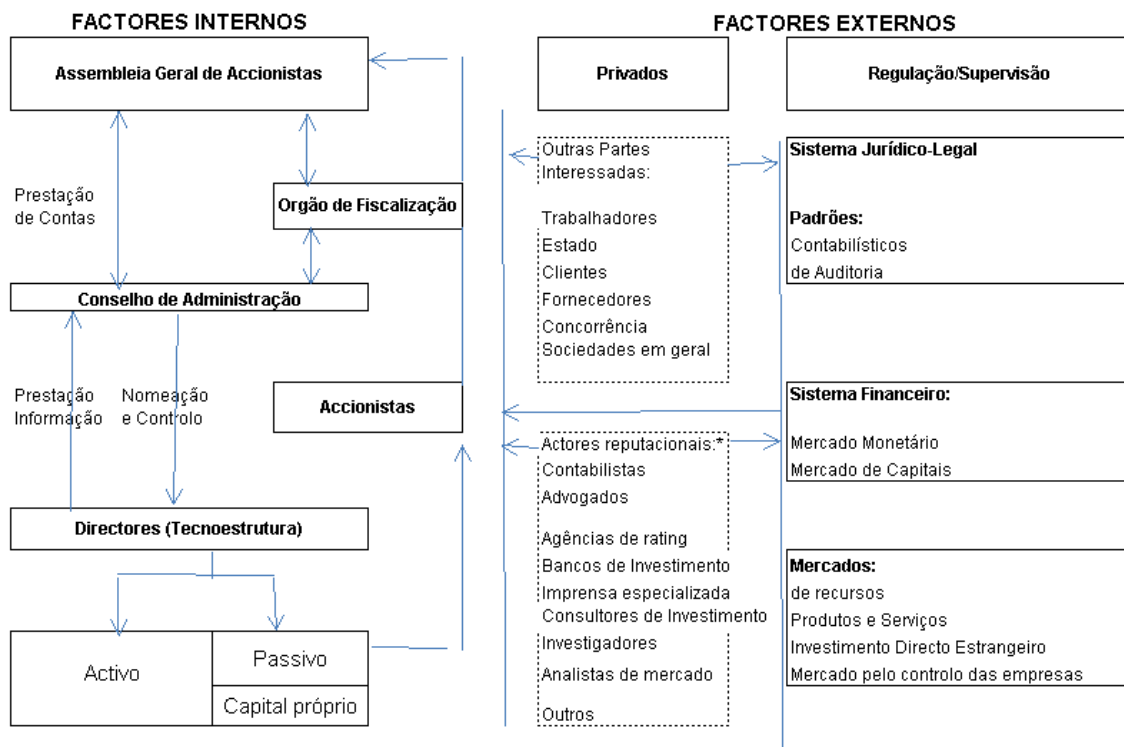 FACTORES INTERNOS
Assembleia Geral de Accionistas
Prestação
de Contas
Orgão de Fiscalização
Conselho de Administração
Prestação
Informação
Nomeação
e Controlo
Accionistas
Directores (Tecnoestrutura)
Activo
Passivo
Capital próprio
FACTORES EXTERNOS
Privados
Outras Partes
Interessadas:
Trabalhadores
Estado
Clientes
Fornecedores
Concorrência
Sociedades em geral
Actores reputacionais:*
Contabilistas
Advogados
Agências de rating
Bancos de Investimento
Imprensa especializada
Consultores de Investimento
Investigadores
Analistas de mercado
Outros
Regulação/Supervisão
Sistema Jurídico-Legal
Padrões:
Contabilísticos
de Auditoria
Sistema Financeiro:
Mercado Monetário
Mercado de Capitais
Mercados:
de recursos
Produtos e Serviços
Investimento Directo Estrangeiro
Mercado pelo controlo das empresas